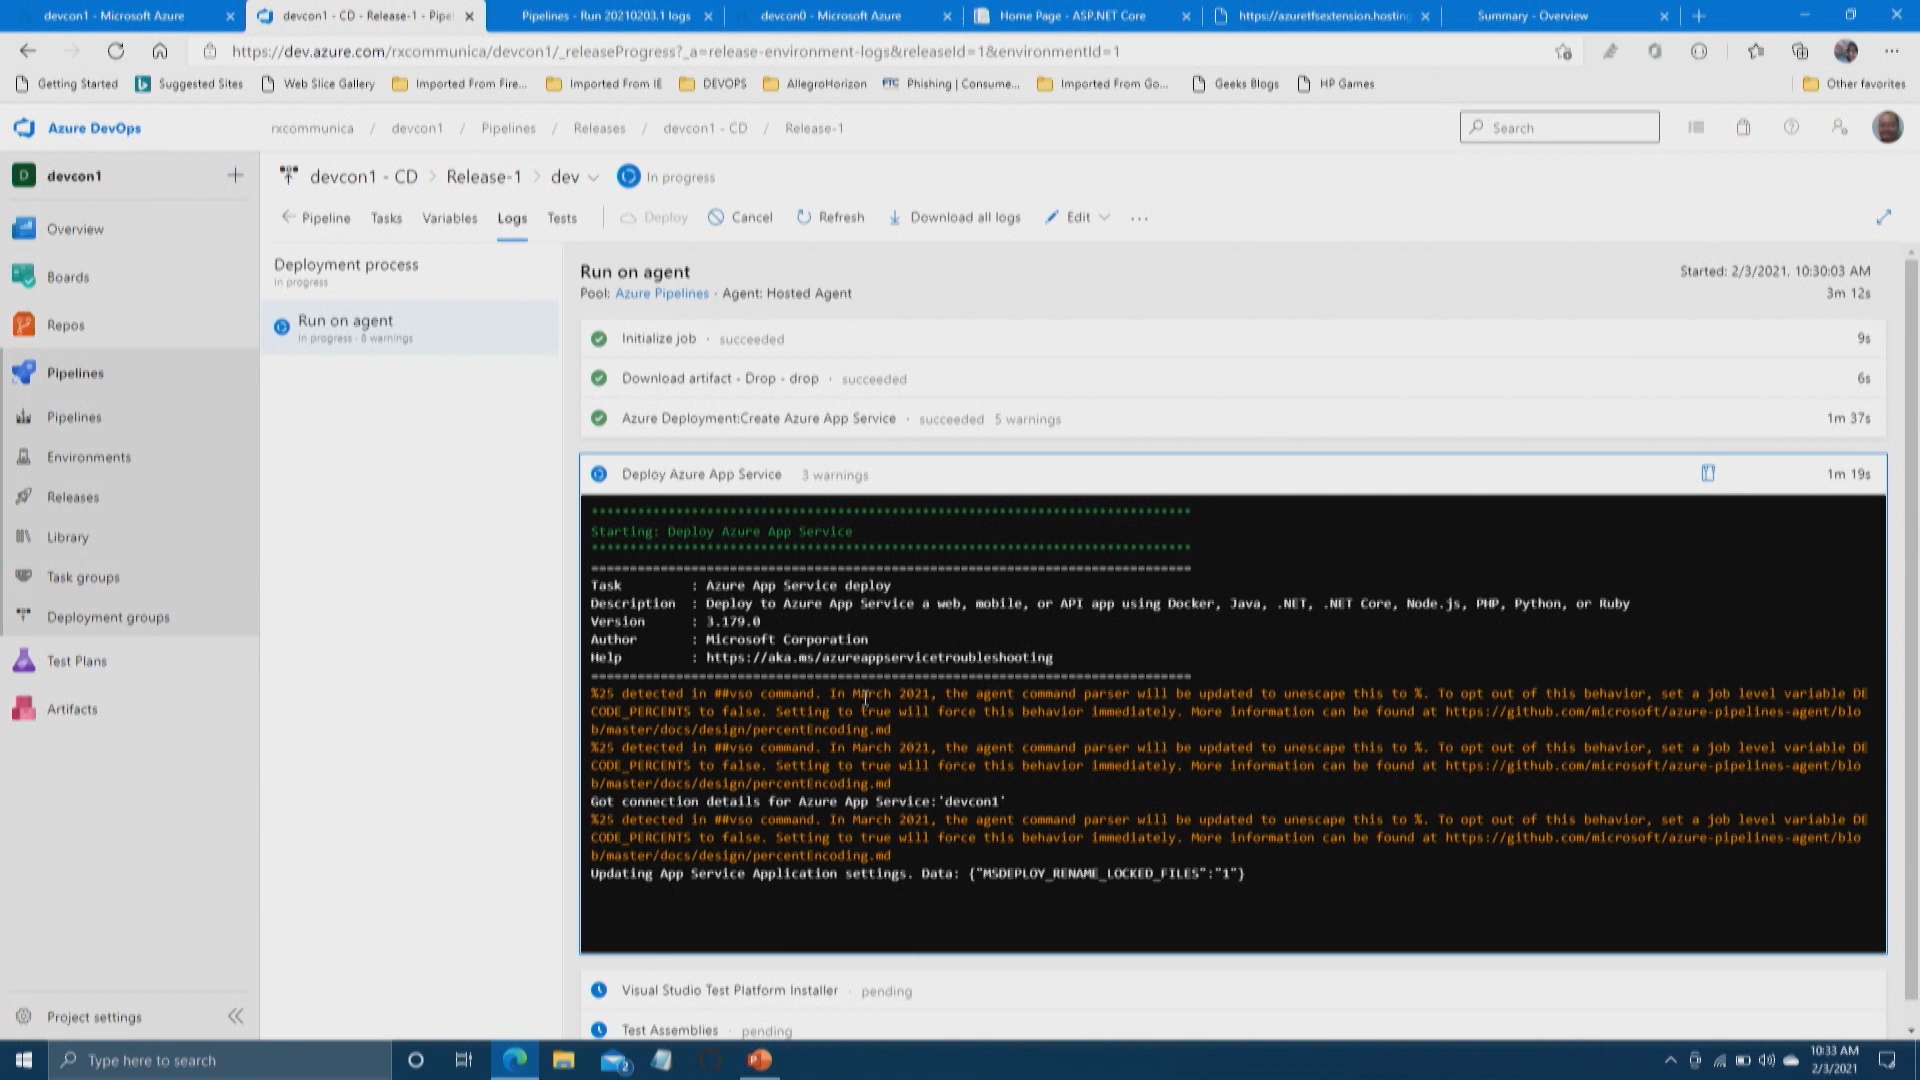 devcon1 - Microsoft Azure
devcon1 - CD - Release-1 - Pipel
Pipelines - Run 20210203.1 logs
devcon0 - Microsoft Azure
Home Page - ASP.NET Core
https://azuretfsextension.hosting
Summary - Overview
https://dev.azure.com/rxcommunica/devcon1/_releaseProgress?_a=release-environment-logs&releaseId=1&environmentId=1
Getting Started
Suggested Sites
Web Slice Gallery
Imported From Fire...
Imported From IE
DEVOPS
AllegroHorizon
FTC Phishing | Consume...
Imported From Go...
Geeks Blogs
HP Games
Other favorites
Azure DevOps
rxcommunica / devcon1 / Pipelines / Releases / devcon1 - CD / Release-1
Search
D devcon1
Overview
Boards
Repos
Pipelines
Pipelines
Environments
Releases
Library
Task groups
Deployment groups
Test Plans
Artifacts
Project settings
devcon1 - CD > Release-1 > dev
In progress
Pipeline
Tasks
Variables
Logs
Tests
Deploy
Cancel
Refresh
Download all logs
Edit
...
Deployment process
In progress
Run on agent
In progress · 8 warnings
Run on agent
Started: 2/3/2021, 10:30:03 AM
Pool: Azure Pipelines · Agent: Hosted Agent
3m 12s
Initialize job · succeeded 9s
Download artifact - Drop - drop · succeeded 6s
Azure Deployment:Create Azure App Service · succeeded 5 warnings 1m 37s
Deploy Azure App Service 3 warnings 1m 19s
******************************************************************************
Starting: Deploy Azure App Service
******************************************************************************
==============================================================================
Task : Azure App Service deploy
Description : Deploy to Azure App Service a web, mobile, or API app using Docker, Java, .NET, .NET Core, Node.js, PHP, Python, or Ruby
Version : 3.179.0
Author : Microsoft Corporation
Help : https://aka.ms/azureappservicetroubleshooting
==============================================================================
%25 detected in ##vso command. In March 2021, the agent command parser will be updated to unescape this to %. To opt out of this behavior, set a job level variable DE
CODE_PERCENTS to false. Setting to true will force this behavior immediately. More information can be found at https://github.com/microsoft/azure-pipelines-agent/blo
b/master/docs/design/percentEncoding.md
%25 detected in ##vso command. In March 2021, the agent command parser will be updated to unescape this to %. To opt out of this behavior, set a job level variable DE
CODE_PERCENTS to false. Setting to true will force this behavior immediately. More information can be found at https://github.com/microsoft/azure-pipelines-agent/blo
b/master/docs/design/percentEncoding.md
Got connection details for Azure App Service:'devcon1'
%25 detected in ##vso command. In March 2021, the agent command parser will be updated to unescape this to %. To opt out of this behavior, set a job level variable DE
CODE_PERCENTS to false. Setting to true will force this behavior immediately. More information can be found at https://github.com/microsoft/azure-pipelines-agent/blo
b/master/docs/design/percentEncoding.md
Updating App Service Application settings. Data: {"MSDEPLOY_RENAME_LOCKED_FILES":"1"}
Visual Studio Test Platform Installer · pending
Test Assemblies · pending
Type here to search
2
10:33 AM
2/3/2021